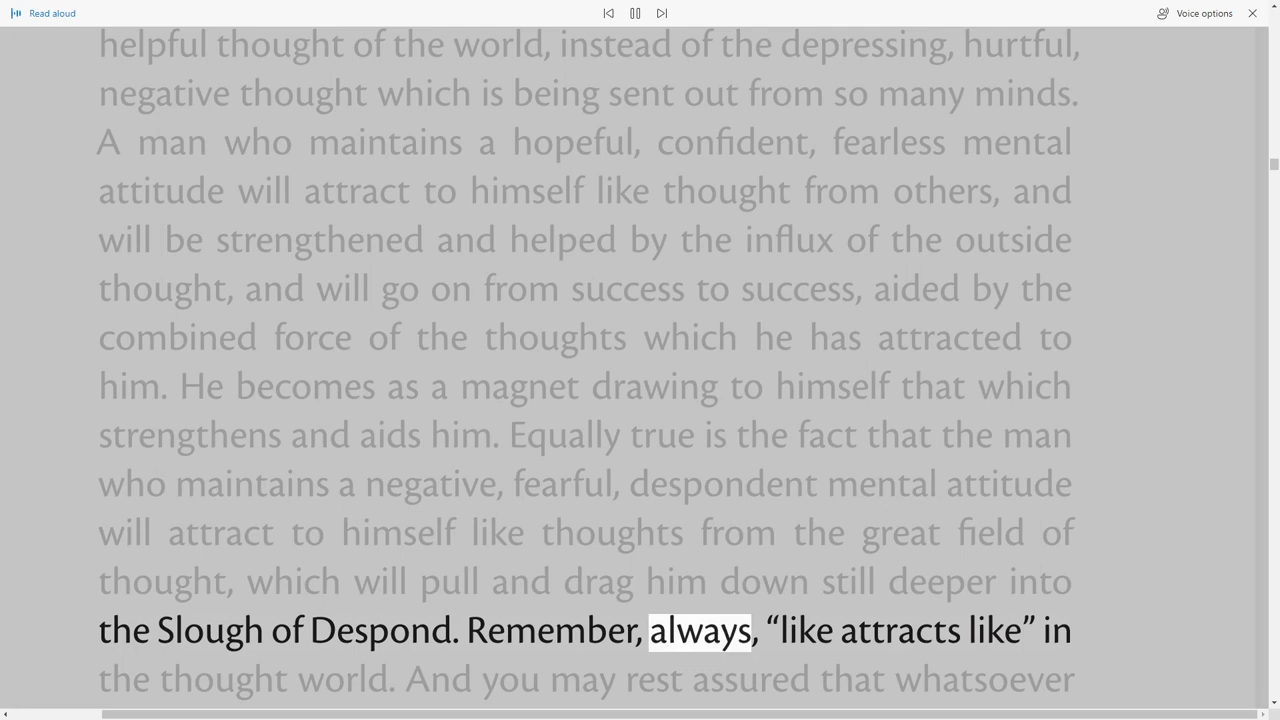 Read aloud
Voice options
helpful thought of the world, instead of the depressing, hurtful,
negative thought which is being sent out from so many minds.
A man who maintains a hopeful, confident, fearless mental
attitude will attract to himself like thought from others, and
will be strengthened and helped by the influx of the outside
thought, and will go on from success to success, aided by the
combined force of the thoughts which he has attracted to
him. He becomes as a magnet drawing to himself that which
strengthens and aids him. Equally true is the fact that the man
who maintains a negative, fearful, despondent mental attitude
will attract to himself like thoughts from the great field of
thought, which will pull and drag him down still deeper into
the Slough of Despond. Remember, always, “like attracts like” in
the thought world. And you may rest assured that whatsoever